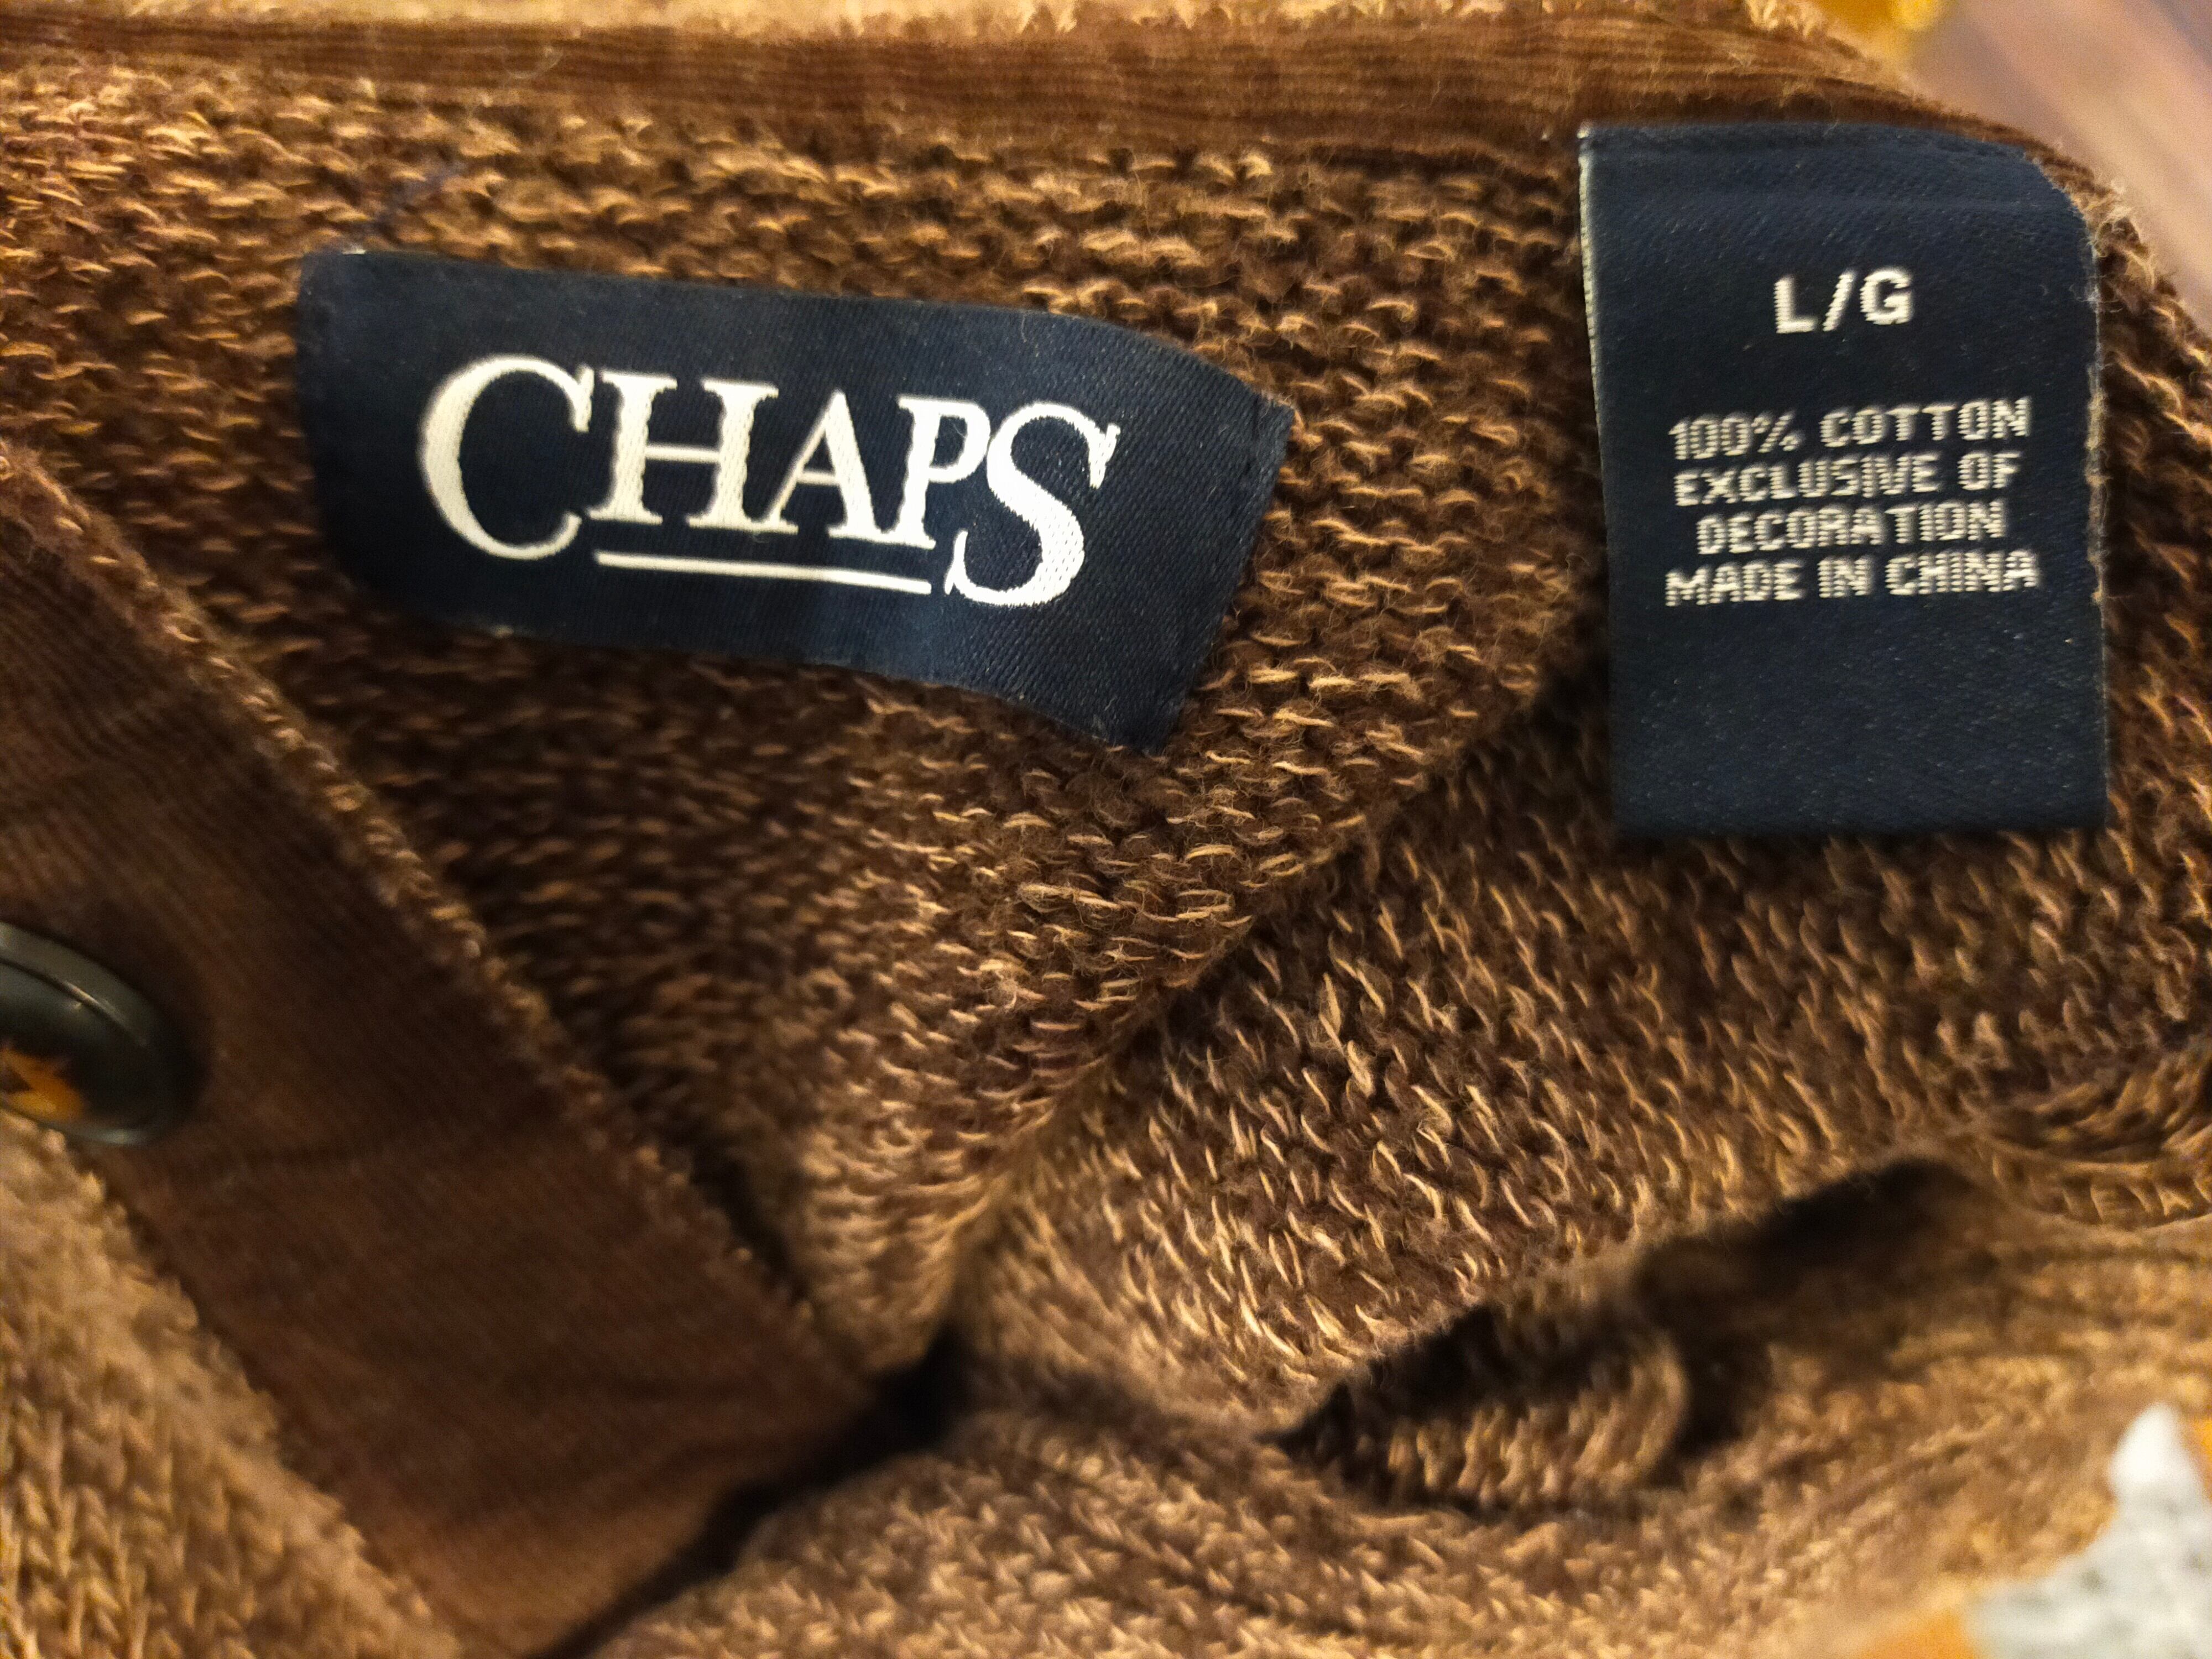 CHAPS
L/G
100% COTTON
EXCLUSIVE OF
DECORATION
MADE IN CHINA